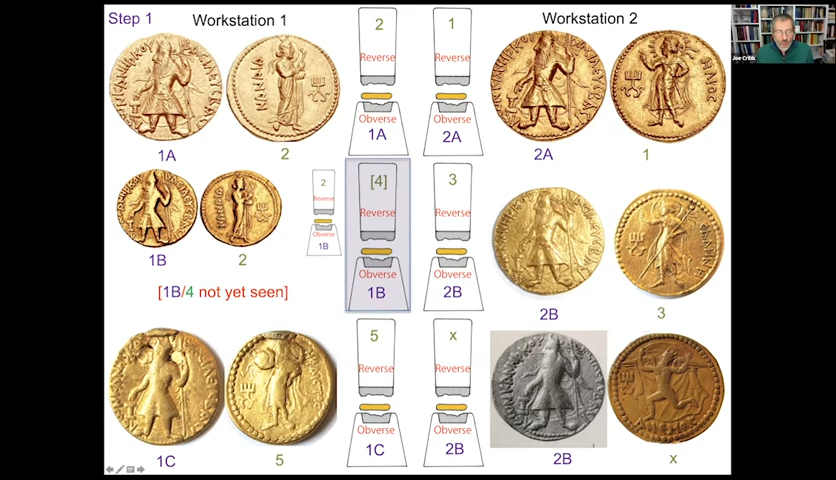 Step 1
Workstation 1
Workstation 2
Joe Cribb
2
Reverse
Obverse
1A
1
Reverse
Obverse
2A
1A
2
2A
1
ΝΑΝΑΙΑ
1B
2
2
Reverse
Obverse
1B
[4]
Reverse
Obverse
1B
3
Reverse
Obverse
2B
2B
3
[1B/4 not yet seen]
5
Reverse
Obverse
1C
x
Reverse
Obverse
2B
1C
5
2B
x